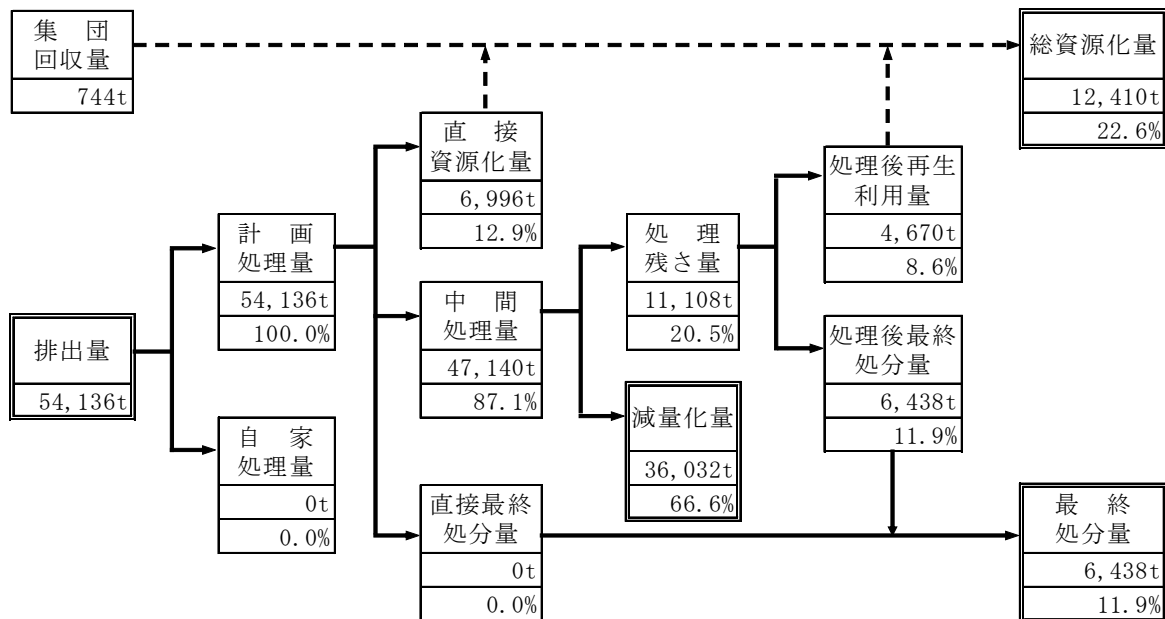 集　団
回収量
744t
総資源化量
12,410t
22.6%
直　接
資源化量
6,996t
12.9%
処理後再生
利用量
4,670t
8.6%
計　画
処理量
54,136t
100.0%
処　理
残さ量
11,108t
20.5%
中　間
処理量
47,140t
87.1%
排出量
54,136t
処理後最終
処分量
6,438t
11.9%
減量化量
36,032t
66.6%
自　家
処理量
0t
0.0%
直接最終
処分量
0t
0.0%
最　終
処分量
6,438t
11.9%